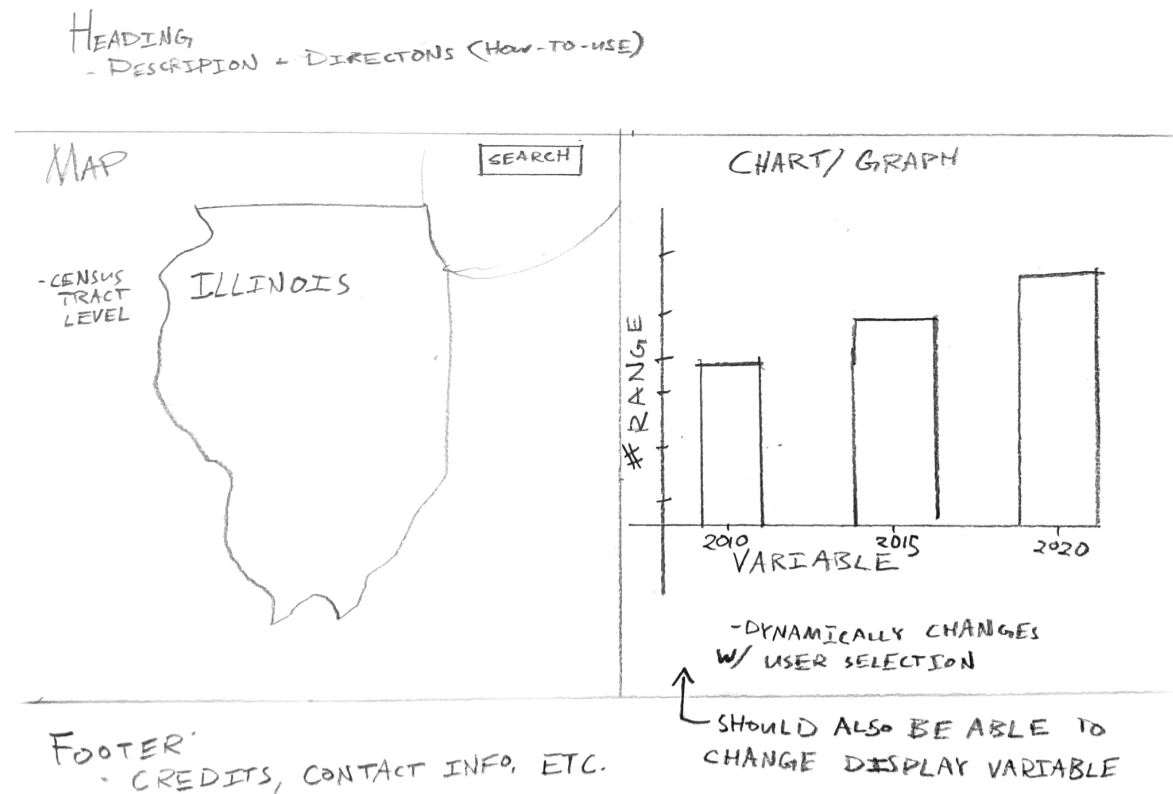 HEADING
- DESCRIPION + DIRECTONS (HOW-TO-USE)
MAP
SEARCH
- CENSUS
TRACT
LEVEL
ILLINOIS
CHART/ GRAPH
# RANGE
2010
2015
2020
VARIABLE
- DYNAMICALLY CHANGES
W/ USER SELECTION
SHOULD ALSO BE ABLE TO
CHANGE DISPLAY VARIABLE
FOOTER
· CREDITS, CONTACT INFO, ETC.